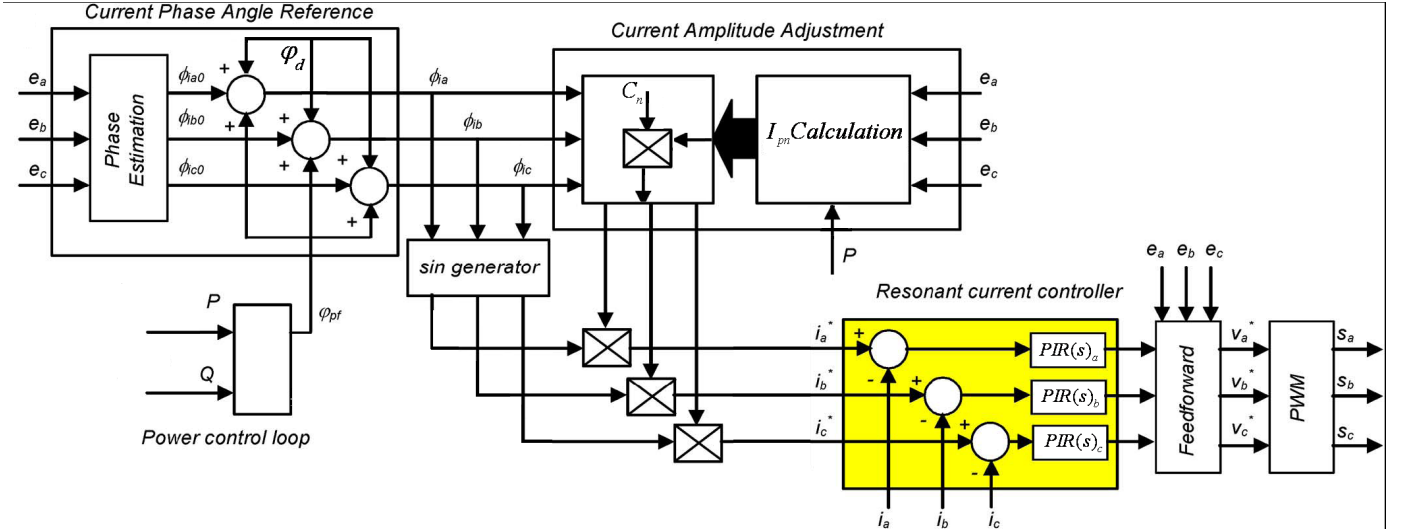 Current Phase Angle Reference
Current Amplitude Adjustment
e_a
e_b
e_c
Phase Estimation
ϕ_ia0
ϕ_ib0
ϕ_ic0
+
+
+
+
+
+
φ_d
ϕ_ia
ϕ_ib
ϕ_ic
C_n
I_pn Calculation
e_a
e_b
e_c
P
sin generator
P
Q
φ_pf
Power control loop
Resonant current controller
i_a*
i_b*
i_c*
+
-
+
-
+
-
PIR(s)_a
PIR(s)_b
PIR(s)_c
i_a
i_b
i_c
e_a
e_b
e_c
Feedforward
v_a*
v_b*
v_c*
PWM
s_a
s_b
s_c